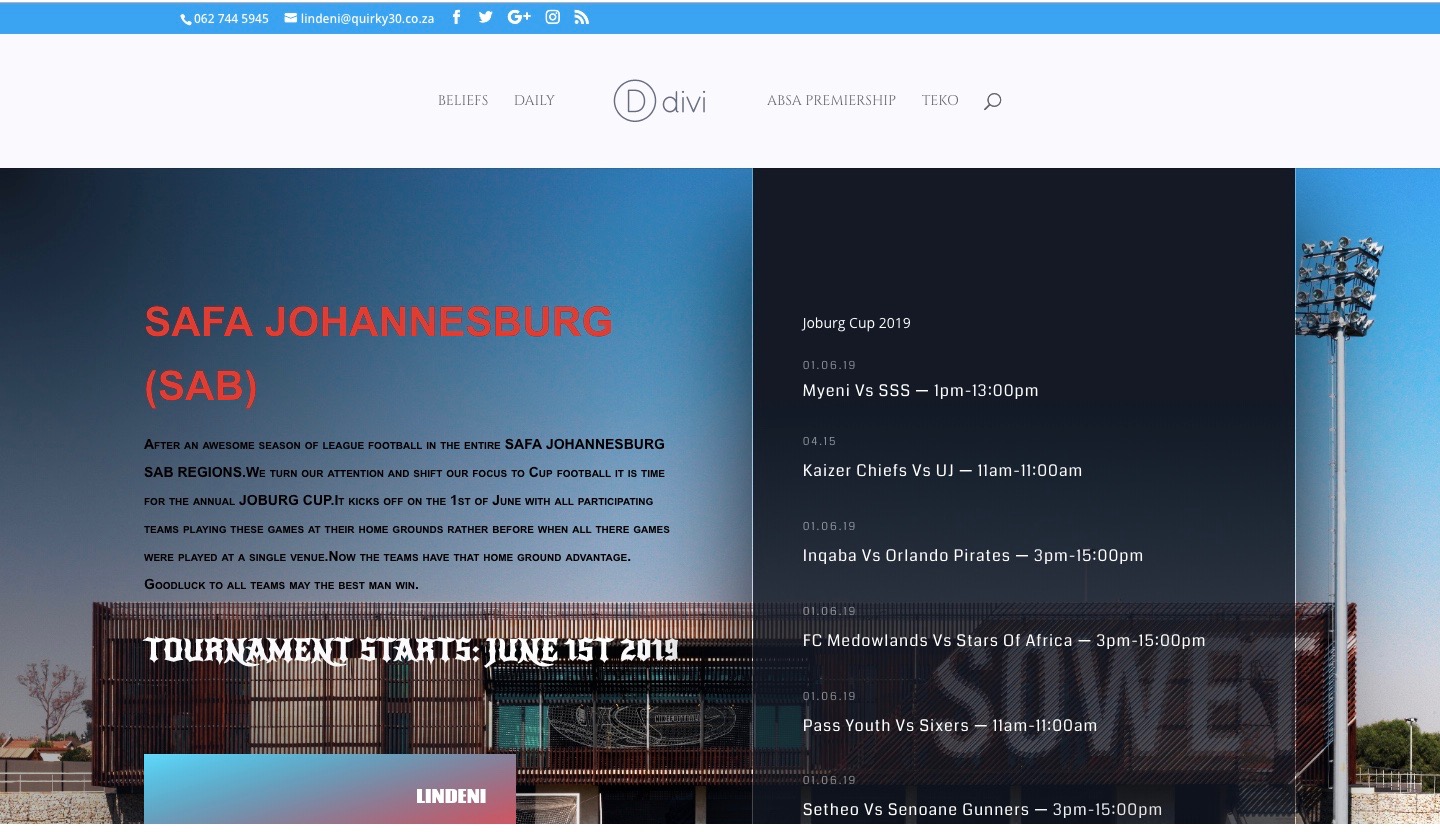 062 744 5945 lindeni@quirky30.co.za
BELIEFS DAILY D divi ABSA PREMIERSHIP TEKO
SAFA JOHANNESBURG
(SAB)
After an awesome season of league football in the entire SAFA JOHANNESBURG
SAB REGIONS.We turn our attention and shift our focus to Cup football it is time
for the annual JOBURG CUP.It kicks off on the 1st of June with all participating
teams playing these games at their home grounds rather before when all there games
were played at a single venue.Now the teams have that home ground advantage.
Goodluck to all teams may the best man win.
TOURNAMENT STARTS: JUNE 1ST 2019
LINDENI
Joburg Cup 2019
01.06.19
Myeni Vs SSS — 1pm-13:00pm
04.15
Kaizer Chiefs Vs UJ — 11am-11:00am
01.06.19
Inqaba Vs Orlando Pirates — 3pm-15:00pm
01.06.19
FC Medowlands Vs Stars Of Africa — 3pm-15:00pm
01.06.19
Pass Youth Vs Sixers — 11am-11:00am
01.06.19
Setheo Vs Senoane Gunners — 3pm-15:00pm
SOWET